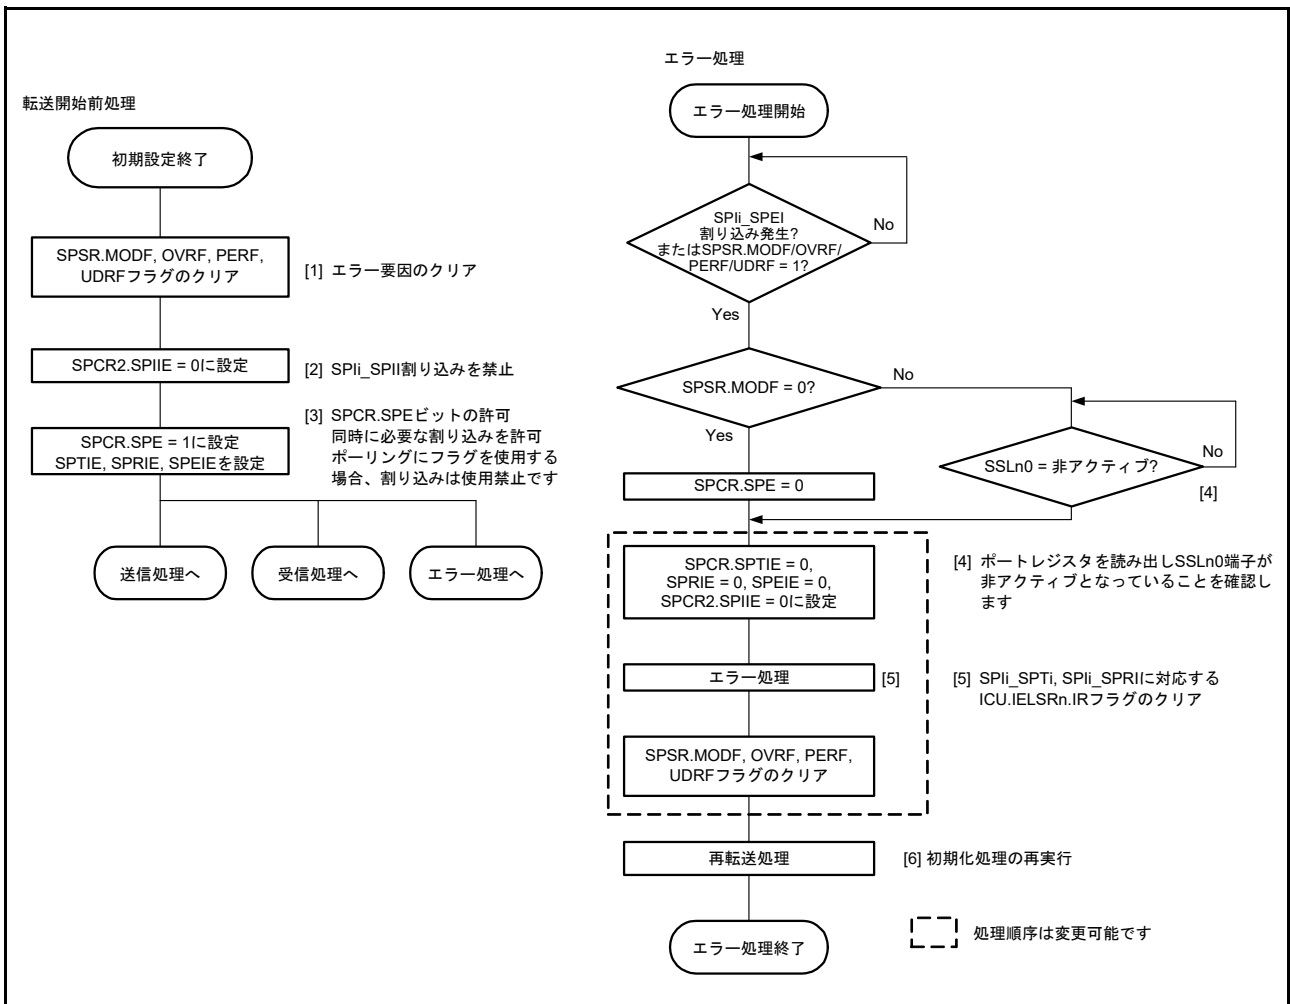 転送開始前処理
初期設定終了
SPSR.MODF, OVRF, PERF,
UDRFフラグのクリア
[1] エラー要因のクリア
SPCR2.SPIIE = 0に設定
[2] SPIi_SPII割り込みを禁止
SPCR.SPE = 1に設定
SPTIE, SPRIE, SPEIEを設定
[3] SPCR.SPEビットの許可
同時に必要な割り込みを許可
ポーリングにフラグを使用する
場合、割り込みは使用禁止です
送信処理へ
受信処理へ
エラー処理へ
エラー処理
エラー処理開始
SPIi_SPEI
割り込み発生?
またはSPSR.MODF/OVRF/
PERF/UDRF = 1?
No
Yes
SPSR.MODF = 0?
No
Yes
SSLn0 = 非アクティブ?
No
[4]
SPCR.SPE = 0
SPCR.SPTIE = 0,
SPRIE = 0, SPEIE = 0,
SPCR2.SPIIE = 0に設定
[4] ポートレジスタを読み出しSSLn0端子が
非アクティブとなっていることを確認し
ます
エラー処理
[5]
[5] SPIi_SPTi, SPIi_SPRIに対応する
ICU.IELSRn.IRフラグのクリア
SPSR.MODF, OVRF, PERF,
UDRFフラグのクリア
再転送処理
[6] 初期化処理の再実行
エラー処理終了
処理順序は変更可能です